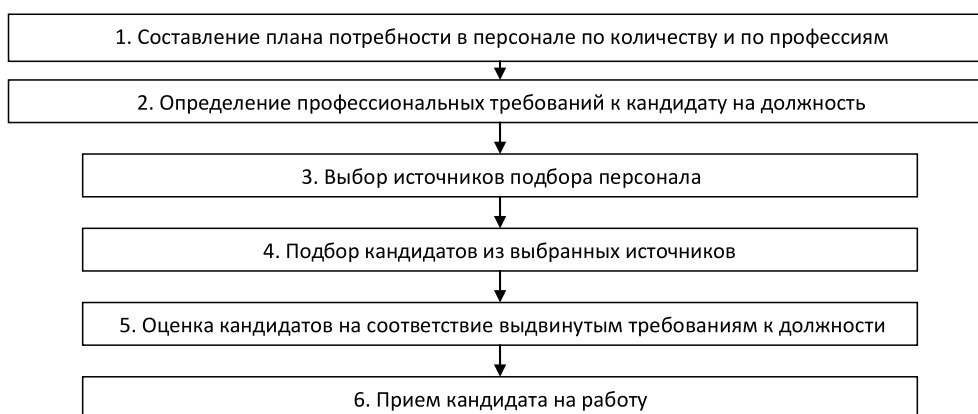 1. Составление плана потребности в персонале по количеству и по профессиям
2. Определение профессиональных требований к кандидату на должность
3. Выбор источников подбора персонала
4. Подбор кандидатов из выбранных источников
5. Оценка кандидатов на соответствие выдвинутым требованиям к должности
6. Прием кандидата на работу